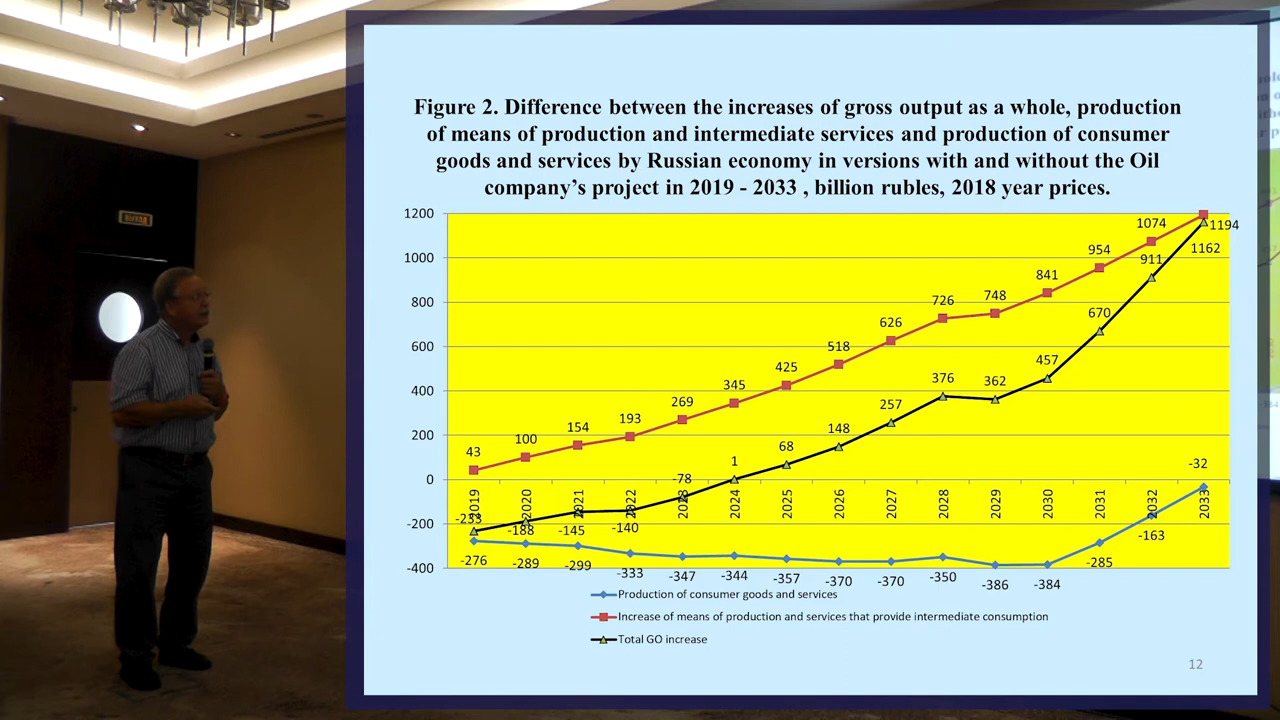 Figure 2. Difference between the increases of gross output as a whole, production
of means of production and intermediate services and production of consumer
goods and services by Russian economy in versions with and without the Oil
company's project in 2019 - 2033 , billion rubles, 2018 year prices.
1200
1000
800
600
400
200
0
-200
-400
43 100 154 193 269 345 425 518 626 726 748 841 954 1074 1194
-233 -188 -145 -140 -78 1 68 148 257 376 362 457 670 911 1162
2019 2020 2021 2022 2023 2024 2025 2026 2027 2028 2029 2030 2031 2032 2033
-276 -289 -299 -333 -347 -344 -357 -370 -370 -350 -386 -384 -285 -163 -32
Production of consumer goods and services
Increase of means of production and services that provide intermediate consumption
Total GO increase
12